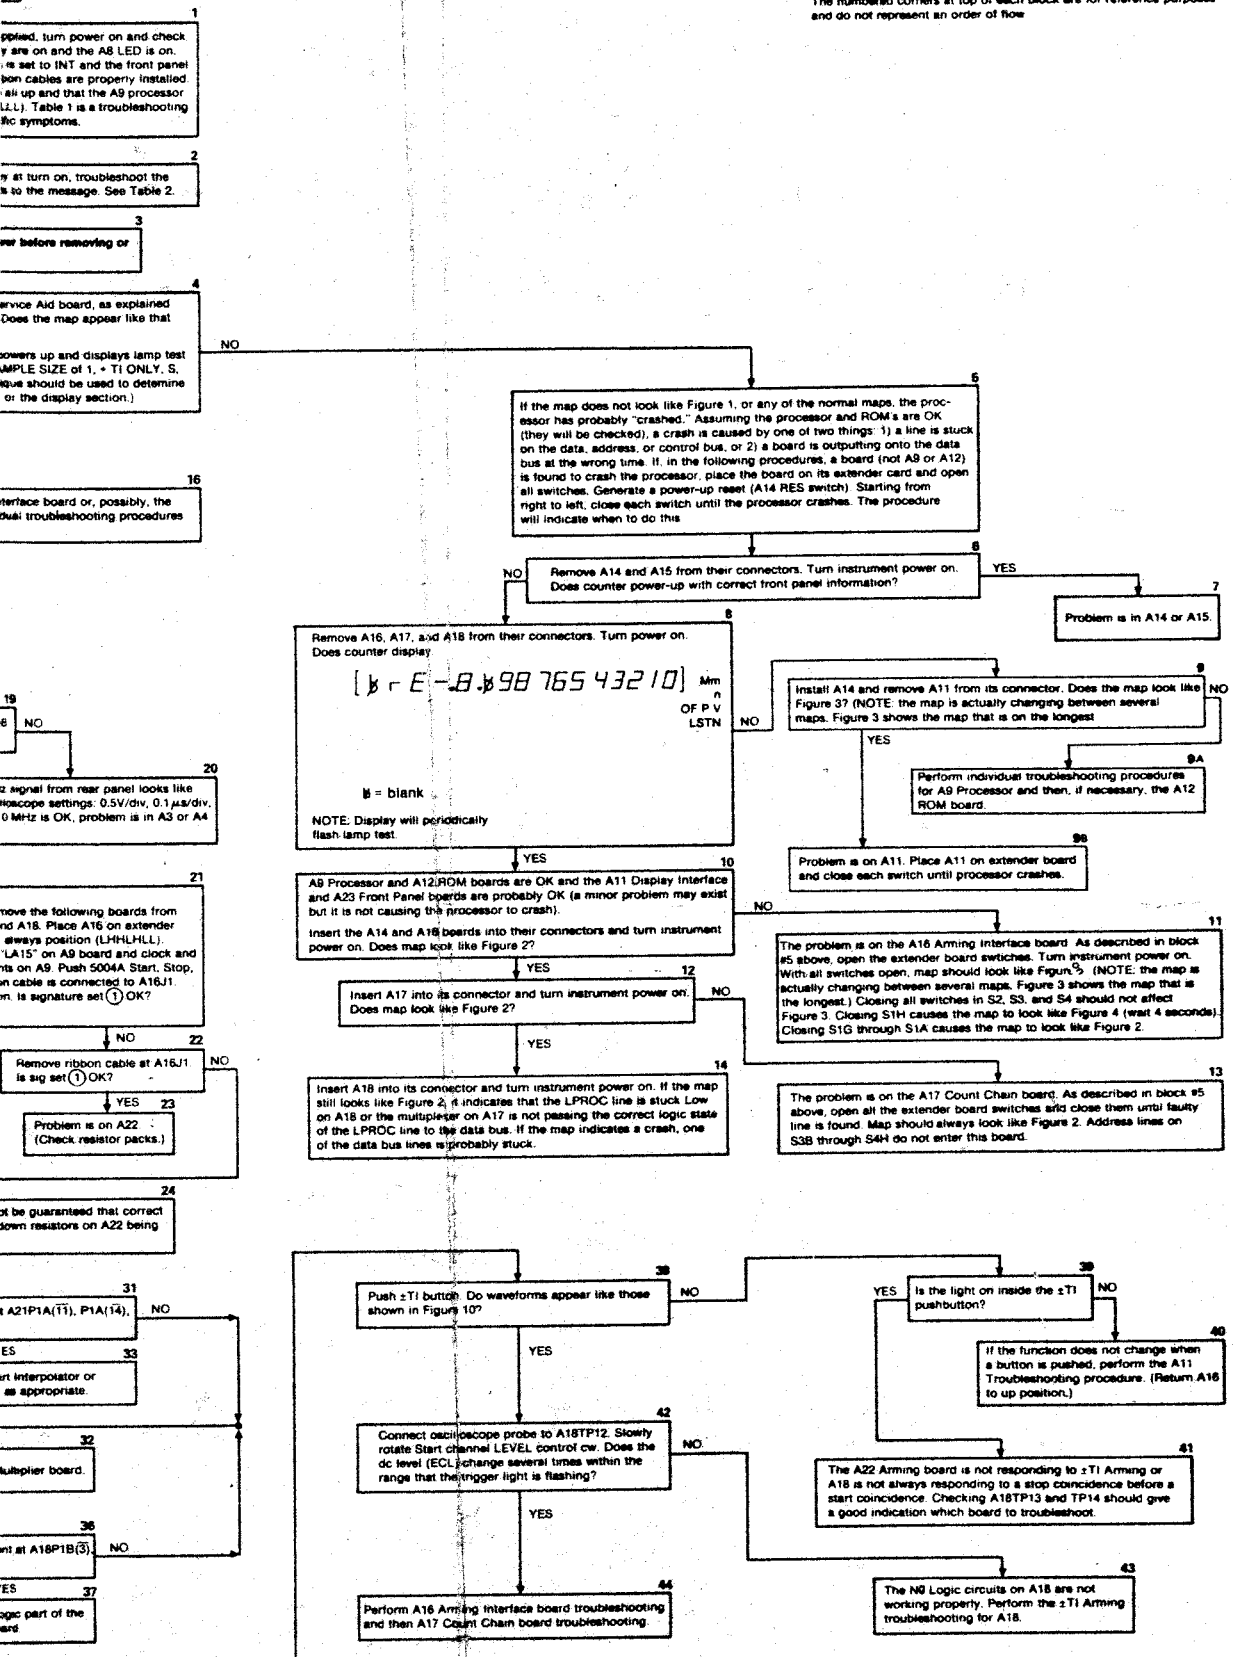 The numbered corners at top of each block are for reference purposes
and do not represent an order of flow
1
pplied, turn power on and check
y are on and the A8 LED is on.
is set to INT and the front panel
bon cables are properly installed.
all up and that the A9 processor
LLL). Table 1 is a troubleshooting
fic symptoms.
2
y at turn on, troubleshoot the
s to the message. See Table 2.
3
wer before removing or
4
ervice Aid board, as explained
Does the map appear like that
powers up and displays lamp test
AMPLE SIZE of 1, + TI ONLY, S,
ique should be used to detemine
or the display section.)
NO
5
If the map does not look like Figure 1, or any of the normal maps, the proc-
essor has probably "crashed." Assuming the processor and ROM's are OK
(they will be checked), a crash is caused by one of two things: 1) a line is stuck
on the data, address, or control bus, or 2) a board is outputting onto the data
bus at the wrong time. If, in the following procedures, a board (not A9 or A12)
is found to crash the processor, place the board on its extender card and open
all switches. Generate a power-up reset (A14 RES switch). Starting from
right to left, close each switch until the processor crashes. The procedure
will indicate when to do this
16
terface board or, possibly, the
dual troubleshooting procedures
6
Remove A14 and A15 from their connectors. Turn instrument power on.
Does counter power-up with correct front panel information?
NO
YES
7
Problem is in A14 or A15.
8
Remove A16, A17, and A18 from their connectors. Turn power on.
Does counter display
[ b r E - .8.b98 765 43210] Mm
n
OF P V
LSTN
b = blank
NOTE: Display will periodically
flash lamp test.
NO
YES
9
Install A14 and remove A11 from its connector. Does the map look like
Figure 3? (NOTE: the map is actually changing between several
maps. Figure 3 shows the map that is on the longest
NO
YES
9A
Perform individual troubleshooting procedures
for A9 Processor and then, if necessary, the A12
ROM board.
9B
Problem is on A11. Place A11 on extender board
and close each switch until processor crashes.
19
NO
20
z signal from rear panel looks like
lloscope settings: 0.5V/div, 0.1 µs/div,
0 MHz is OK, problem is in A3 or A4
10
A9 Processor and A12 ROM boards are OK and the A11 Display Interface
and A23 Front Panel boards are probably OK (a minor problem may exist
but it is not causing the processor to crash).
Insert the A14 and A16 boards into their connectors and turn instrument
power on. Does map look like Figure 2?
NO
YES
11
The problem is on the A16 Arming Interface board. As described in block
#5 above, open the extender board swtiches. Turn instrument power on.
With all switches open, map should look like Figure 3 (NOTE: the map is
actually changing between several maps. Figure 3 shows the map that is
the longest.) Closing all switches in S2, S3, and S4 should not affect
Figure 3. Closing S1H causes the map to look like Figure 4 (wait 4 seconds).
Closing S1G through S1A causes the map to look like Figure 2.
21
move the following boards from
nd A18. Place A16 on extender
always position (LHHLHLL).
"LA15" on A9 board and clock and
nts on A9. Push 5004A Start, Stop,
on cable is connected to A16J1.
on. Is signature set (1) OK?
NO
12
Insert A17 into its connector and turn instrument power on.
Does map look like Figure 2?
NO
YES
22
Remove ribbon cable at A16J1.
Is sig set (1) OK?
NO
YES
23
Problem is on A22
(Check resistor packs.)
14
Insert A18 into its connector and turn instrument power on. If the map
still looks like Figure 2, it indicates that the LPROC line is stuck Low
on A18 or the multiplexer on A17 is not passing the correct logic state
of the LPROC line to the data bus. If the map indicates a crash, one
of the data bus lines is probably stuck.
13
The problem is on the A17 Count Chain board. As described in block #5
above, open all the extender board switches and close them until faulty
line is found. Map should always look like Figure 2. Address lines on
S3B through S4H do not enter this board.
24
ot be guaranteed that correct
down resistors on A22 being
31
t A21P1A(11), P1A(14),
NO
ES
33
rt Interpolator or
as appropriate.
32
ultiplier board.
36
nt at A18P1B(3).
NO
YES
37
ogic part of the
ard
38
Push ±TI button. Do waveforms appear like those
shown in Figure 10?
NO
YES
39
Is the light on inside the ±TI
pushbutton?
YES
NO
40
If the function does not change when
a button is pushed, perform the A11
Troubleshooting procedure. (Return A16
to up position.)
42
Connect oscilloscope probe to A18TP12. Slowly
rotate Start channel LEVEL control cw. Does the
dc level (ECL) change several times within the
range that the trigger light is flashing?
NO
YES
41
The A22 Arming board is not responding to ±TI Arming or
A18 is not always responding to a stop coincidence before a
start coincidence. Checking A18TP13 and TP14 should give
a good indication which board to troubleshoot.
43
The N0 Logic circuits on A18 are not
working properly. Perform the ±TI Arming
troubleshooting for A18.
44
Perform A16 Arming Interface board troubleshooting
and then A17 Count Chain board troubleshooting.